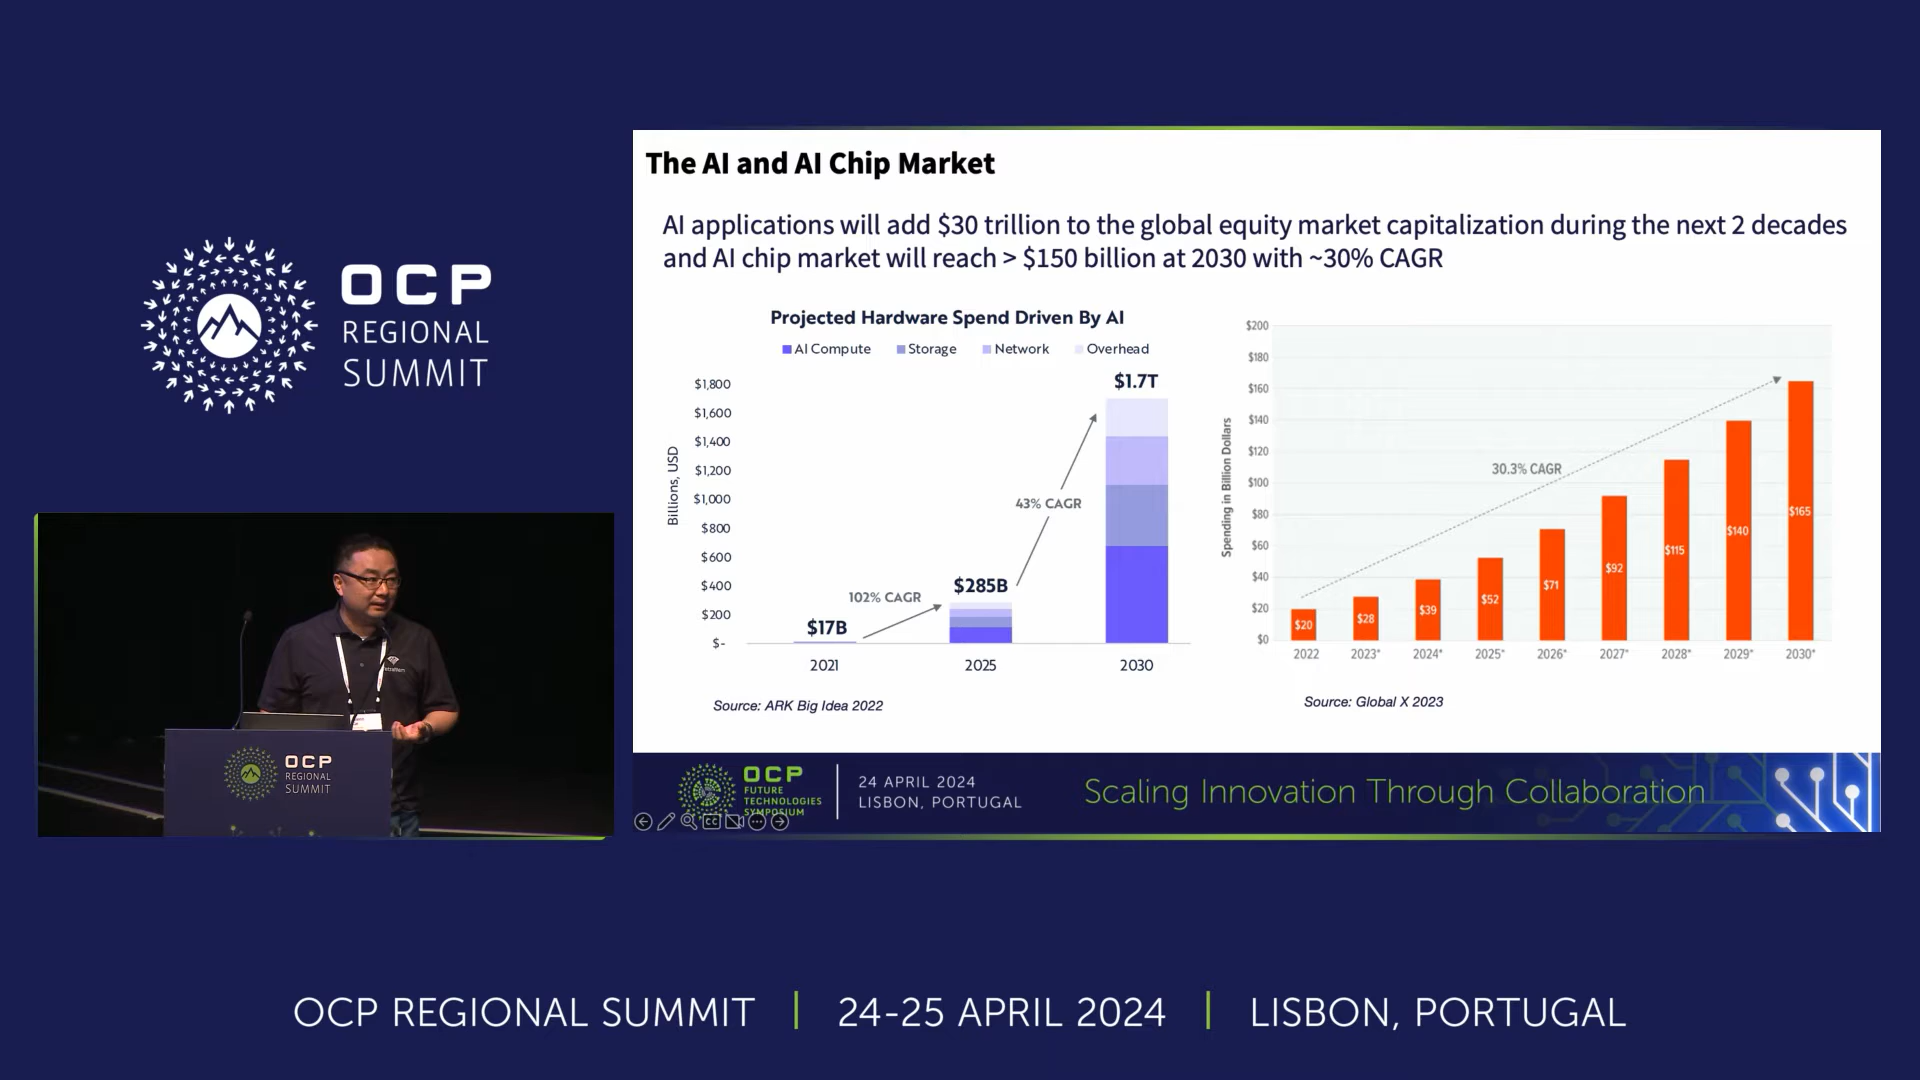 OCP
REGIONAL
SUMMIT
The AI and AI Chip Market
AI applications will add $30 trillion to the global equity market capitalization during the next 2 decades
and AI chip market will reach > $150 billion at 2030 with ~30% CAGR
Projected Hardware Spend Driven By AI
AI Compute Storage Network Overhead
Billions, USD
$1,800
$1,600
$1,400
$1,200
$1,000
$800
$600
$400
$200
$-
$17B
102% CAGR
$285B
43% CAGR
$1.7T
2021 2025 2030
Source: ARK Big Idea 2022
Spending in Billion Dollars
$200
$180
$160
$140
$120
$100
$80
$60
$40
$20
$0
30.3% CAGR
$20 $28 $39 $52 $71 $92 $115 $140 $165
2022 2023* 2024* 2025* 2026* 2027* 2028* 2029* 2030*
Source: Global X 2023
OCP
FUTURE
TECHNOLOGIES
SYMPOSIUM
24 APRIL 2024
LISBON, PORTUGAL
Scaling Innovation Through Collaboration
CC
OCP
REGIONAL
SUMMIT
OCP REGIONAL SUMMIT | 24-25 APRIL 2024 | LISBON, PORTUGAL